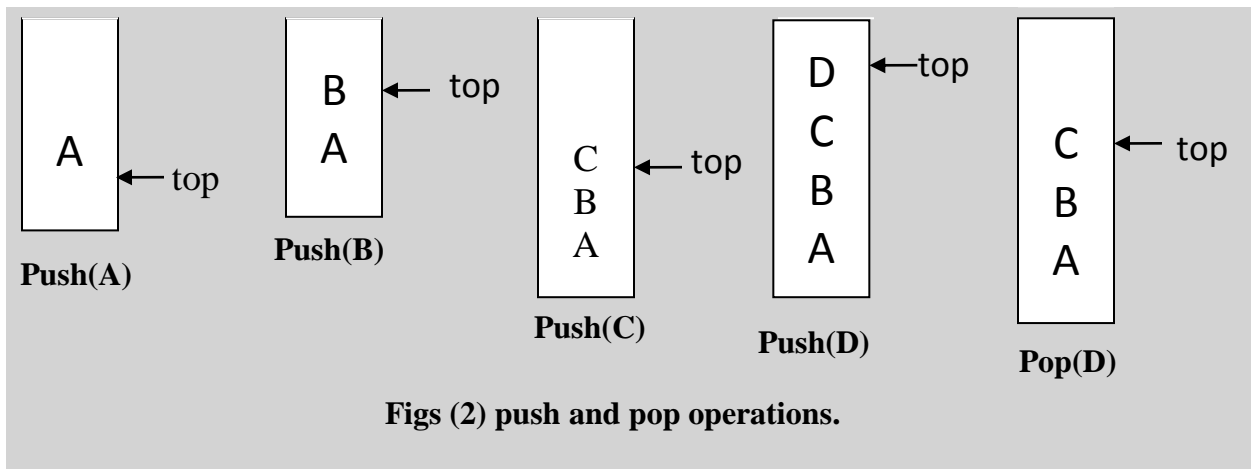 A
top
Push(A)
B
A
top
Push(B)
C
B
A
top
Push(C)
D
C
B
A
top
Push(D)
C
B
A
top
Pop(D)
Figs (2) push and pop operations.